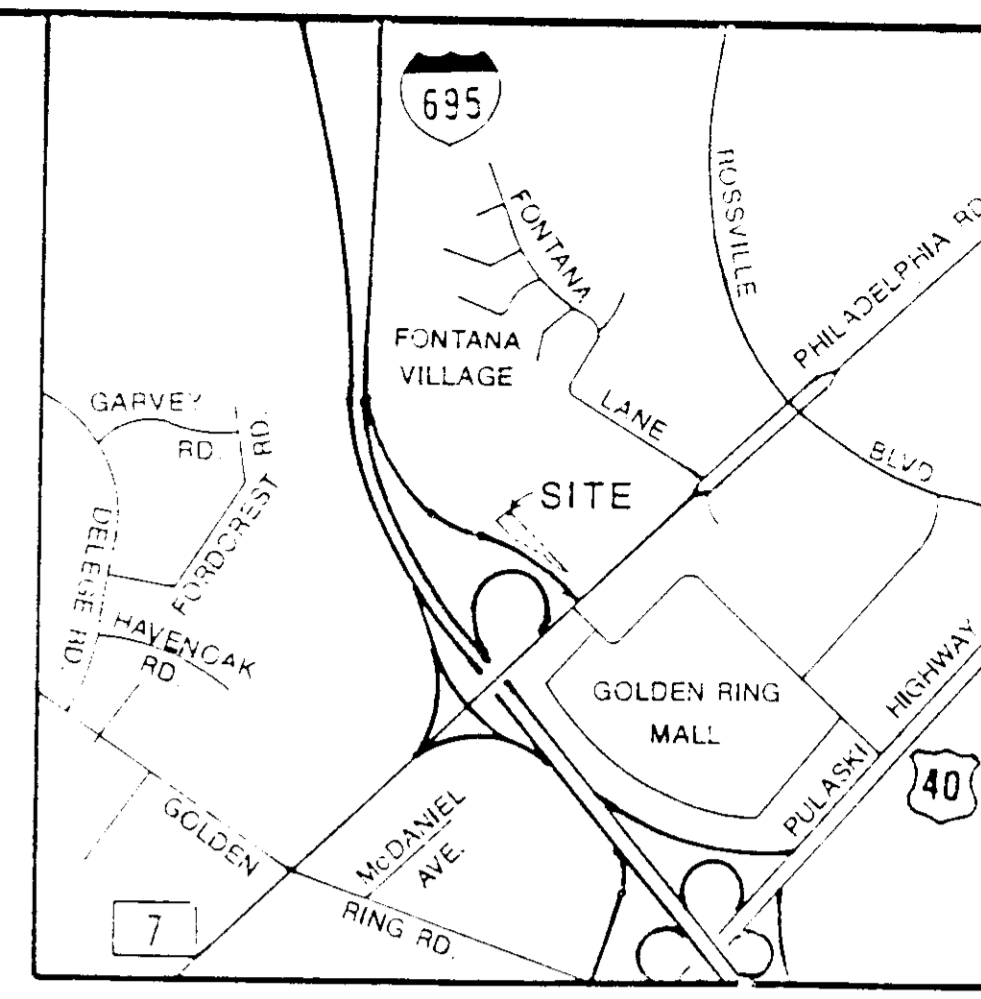 695
ROSSVILLE
BLVD
FONTANA
LANE
PHILADELPHIA RD
FONTANA
VILLAGE
GARVEY
RD.
FORDCREST RD.
SITE
DELEGE RD.
HAVENOAK
RD.
GOLDEN RING
MALL
PULASKI HIGHWAY
40
GOLDEN
RING RD.
McDANIEL
AVE.
7